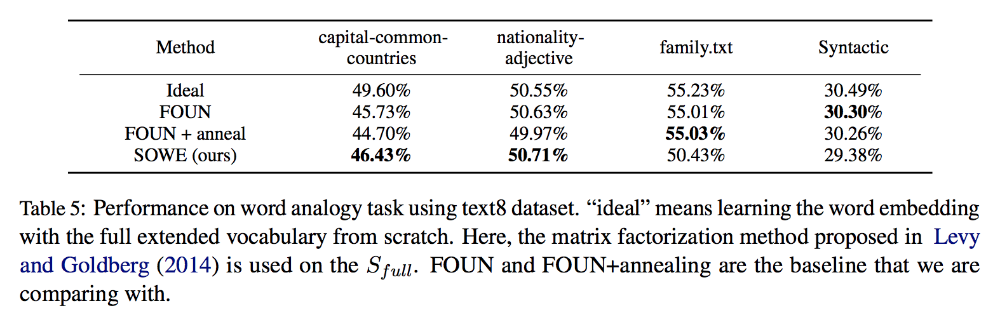 Method capital-common-countries nationality-adjective family.txt Syntactic
Ideal 49.60% 50.55% 55.23% 30.49%
FOUN 45.73% 50.63% 55.01% 30.30%
FOUN + anneal 44.70% 49.97% 55.03% 30.26%
SOWE (ours) 46.43% 50.71% 50.43% 29.38%
Table 5: Performance on word analogy task using text8 dataset. “ideal” means learning the word embedding
with the full extended vocabulary from scratch. Here, the matrix factorization method proposed in Levy
and Goldberg (2014) is used on the S_full. FOUN and FOUN+annealing are the baseline that we are
comparing with.